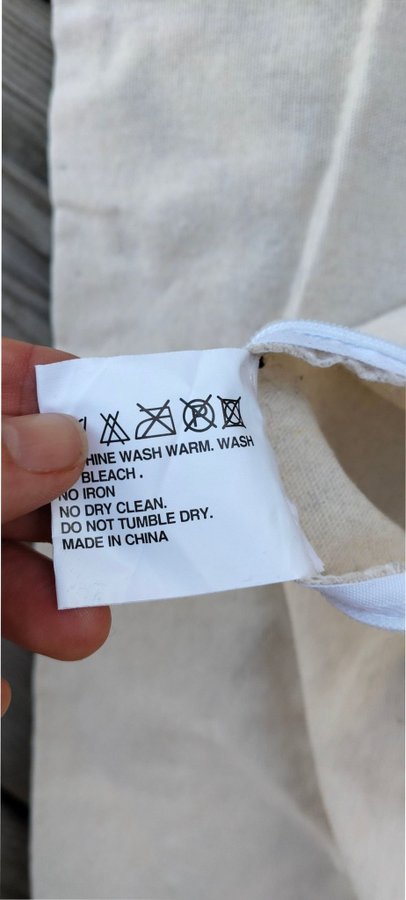 WASH WARM. WASH
BLEACH.
NO IRON
NO DRY CLEAN.
DO NOT TUMBLE DRY.
MADE IN CHINA